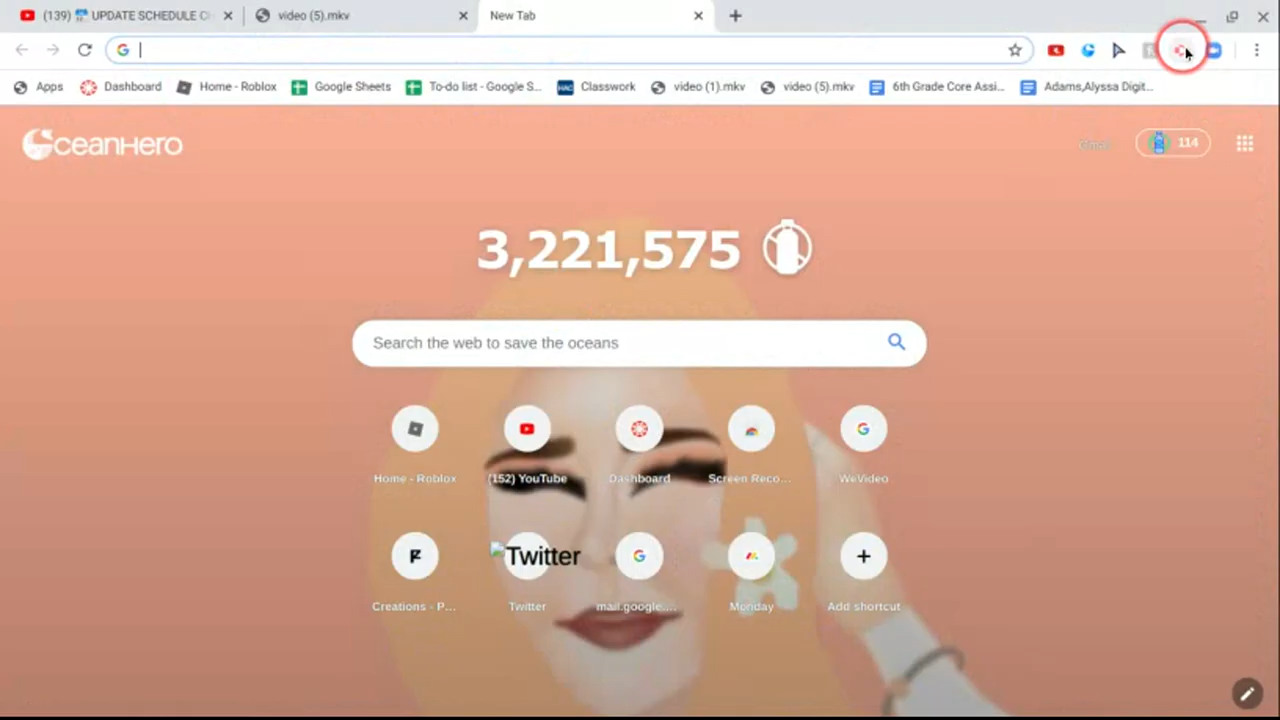 (139) UPDATE SCHEDULE C
video (5).mkv
New Tab
Apps
Dashboard
Home - Roblox
Google Sheets
To-do list - Google S...
HAC
Classwork
video (1).mkv
video (5).mkv
6th Grade Core Assi...
Adams,Alyssa Digit...
OceanHero
Gmail
114
3,221,575
Search the web to save the oceans
Home - Roblox
(152) YouTube
Dashboard
Screen Reco...
WeVideo
Twitter
Creations - P...
Twitter
mail.google....
Monday
Add shortcut